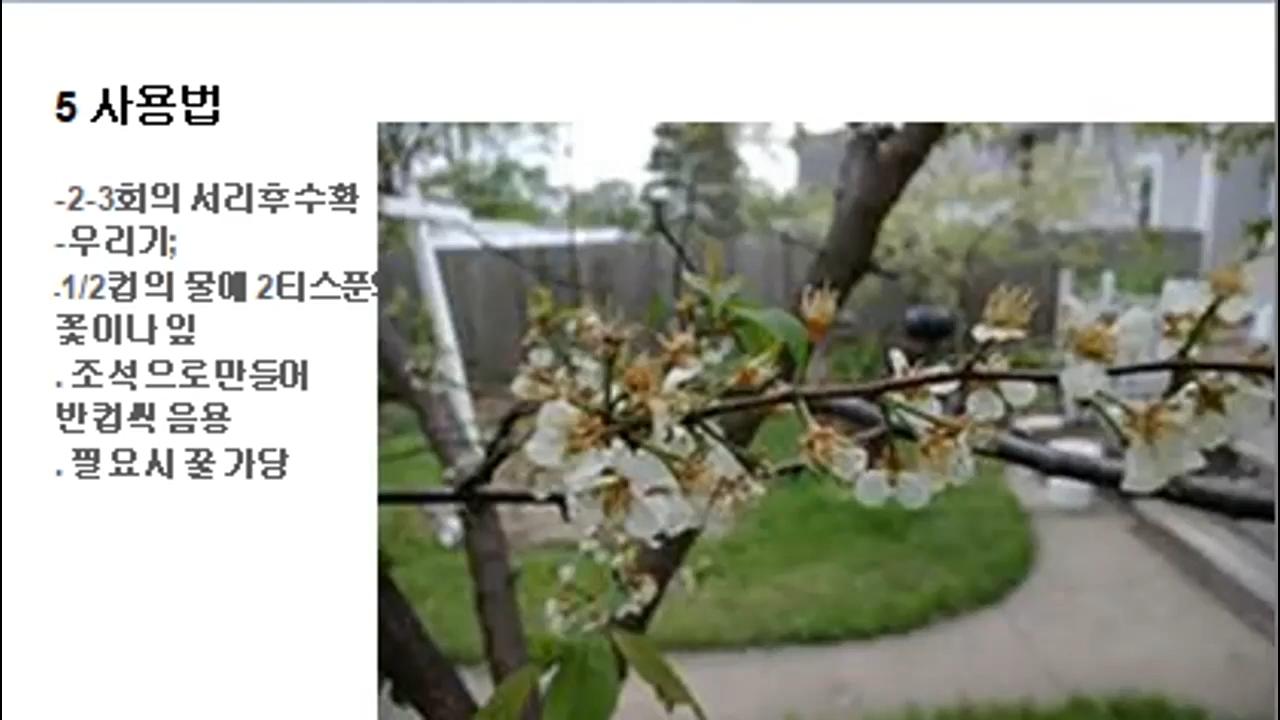 5 사용법
-2-3회의 서리후수확
-우리기;
-1/2컵의 물에 2티스푼의
꽃이나 잎
. 조석으로만들어
반컵씩 음용
. 필요시 꿀 가당